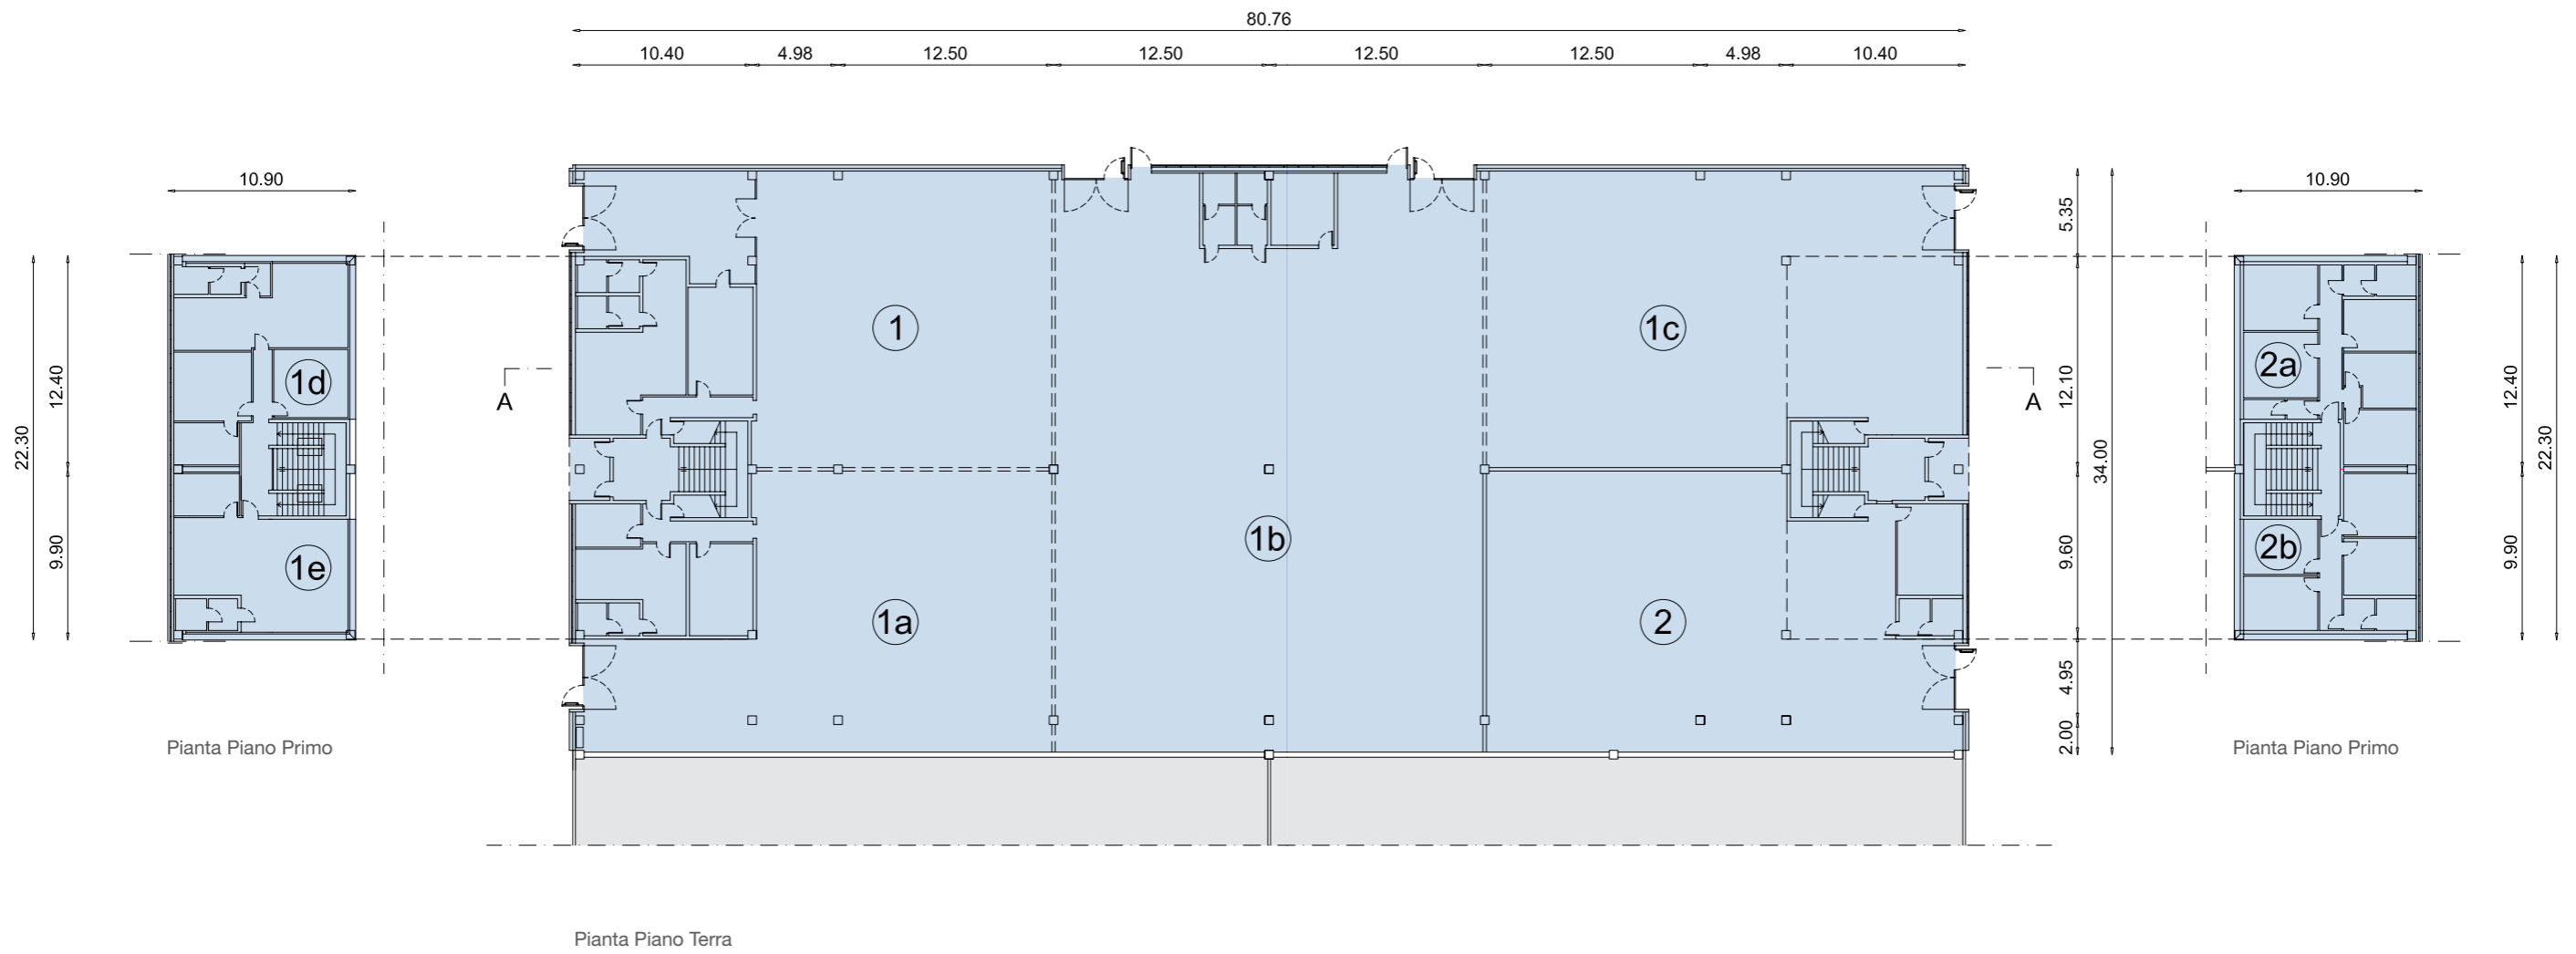 80.76
10.40 4.98 12.50 12.50 12.50 12.50 4.98 10.40
10.90
10.90
22.30
12.40
9.90
1d
1e
A
1
1c
1a
1b
2
A
5.35
12.10
9.60
4.95
2.00
34.00
2a
2b
12.40
9.90
22.30
Pianta Piano Primo
Pianta Piano Primo
Pianta Piano Terra